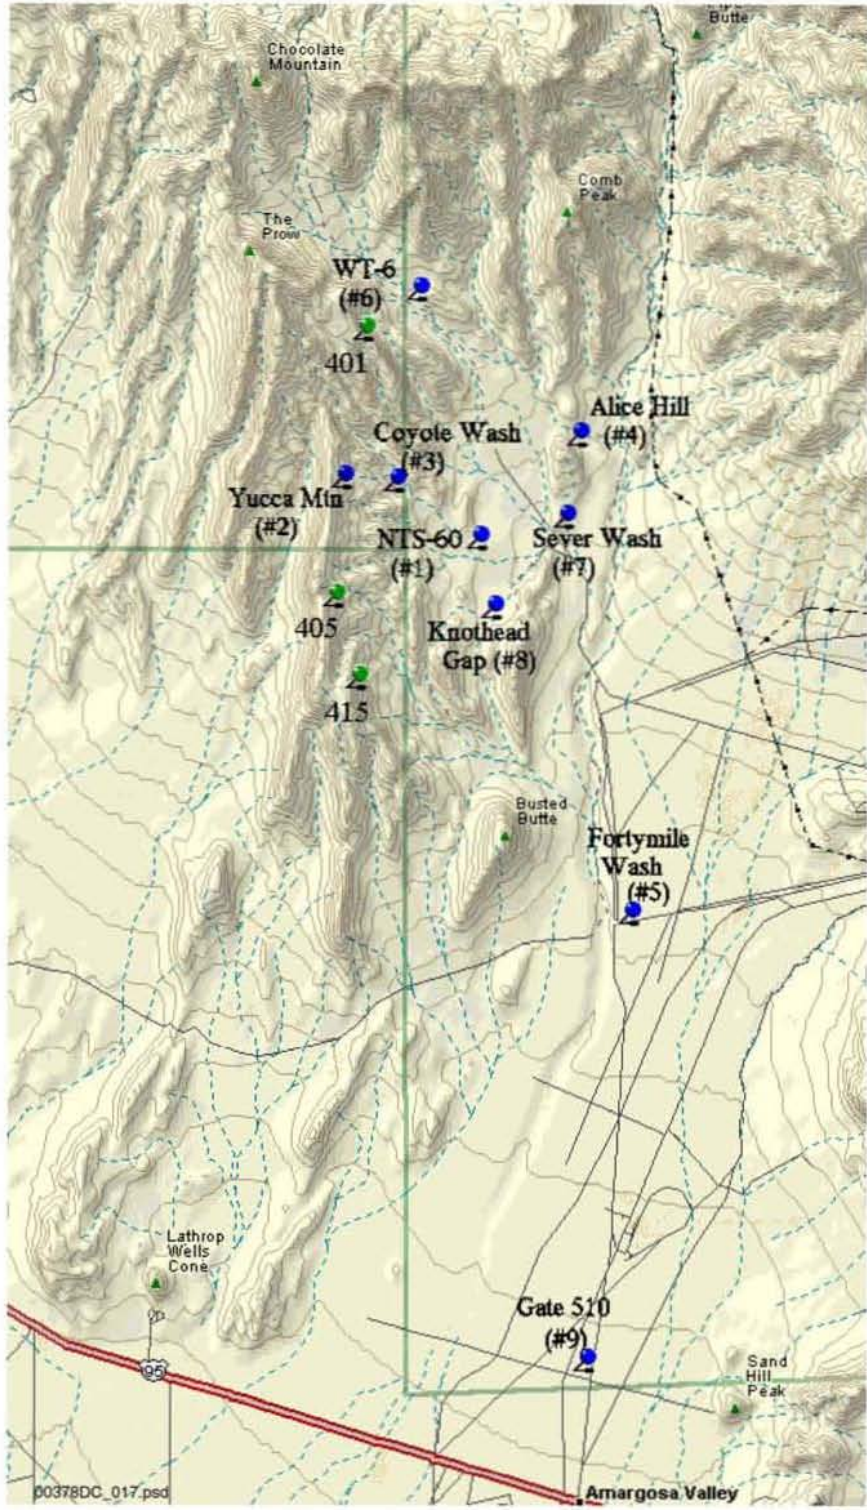 Butte
Chocolate
Mountain
Comb
Peak
The
Prow
WT-6
(#6)
401
Alice Hill
(#4)
Coyote Wash
(#3)
Yucca Mtn
(#2)
NTS-60
(#1)
Sever Wash
(#7)
405
Knothead
Gap (#8)
415
Busted
Butte
Fortymile
Wash
(#5)
Lathrop
Wells
Cone
Gate 510
(#9)
95
Sand
Hill
Peak
00378DC_017.psd
Amargosa Valley